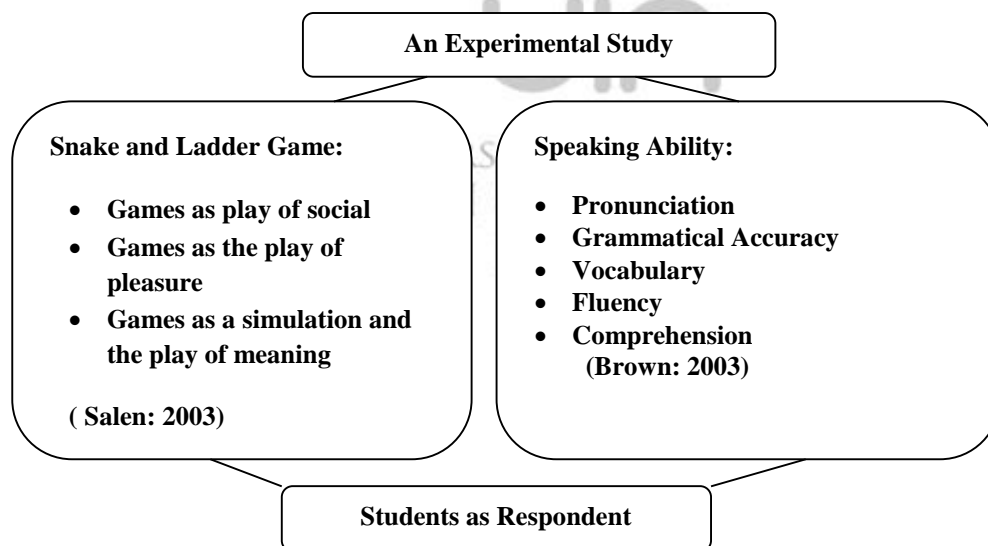 An Experimental Study
Snake and Ladder Game:
• Games as play of social
• Games as the play of
pleasure
• Games as a simulation and
the play of meaning
( Salen: 2003)
Speaking Ability:
• Pronunciation
• Grammatical Accuracy
• Vocabulary
• Fluency
• Comprehension
(Brown: 2003)
Students as Respondent